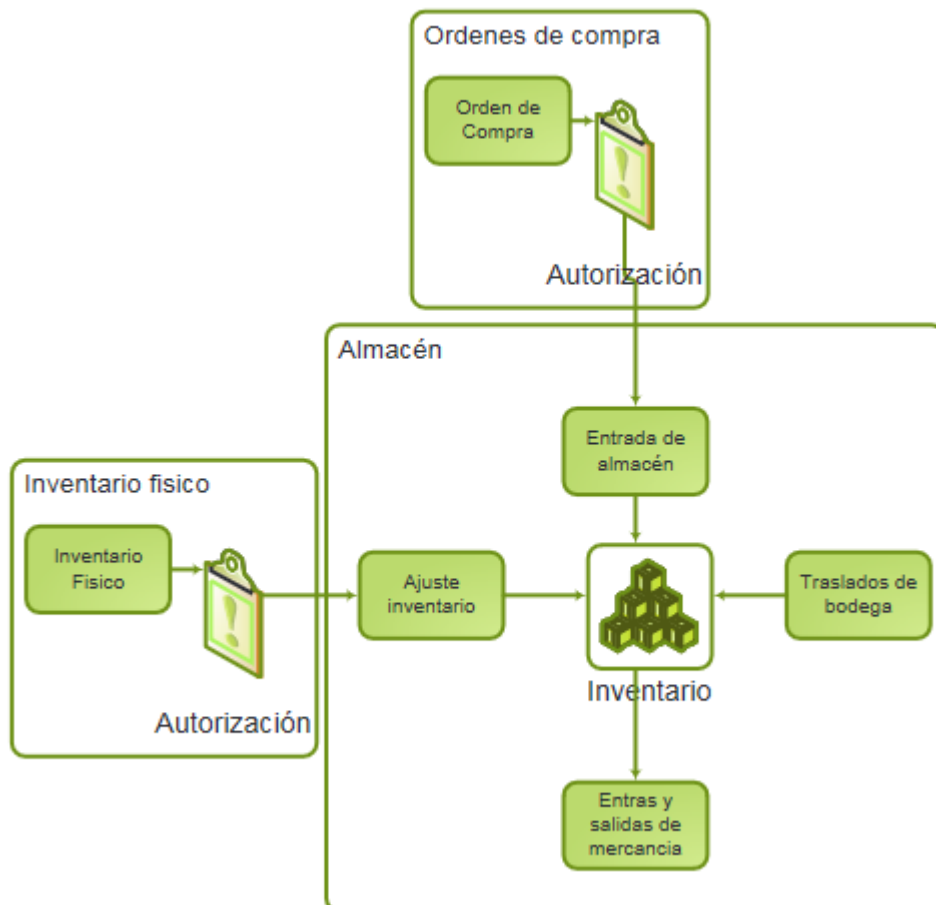 Ordenes de compra
Orden de
Compra
Autorización
Almacén
Entrada de
almacén
Inventario fisico
Inventario
Fisico
Autorización
Ajuste
inventario
Inventario
Traslados de
bodega
Entras y
salidas de
mercancia